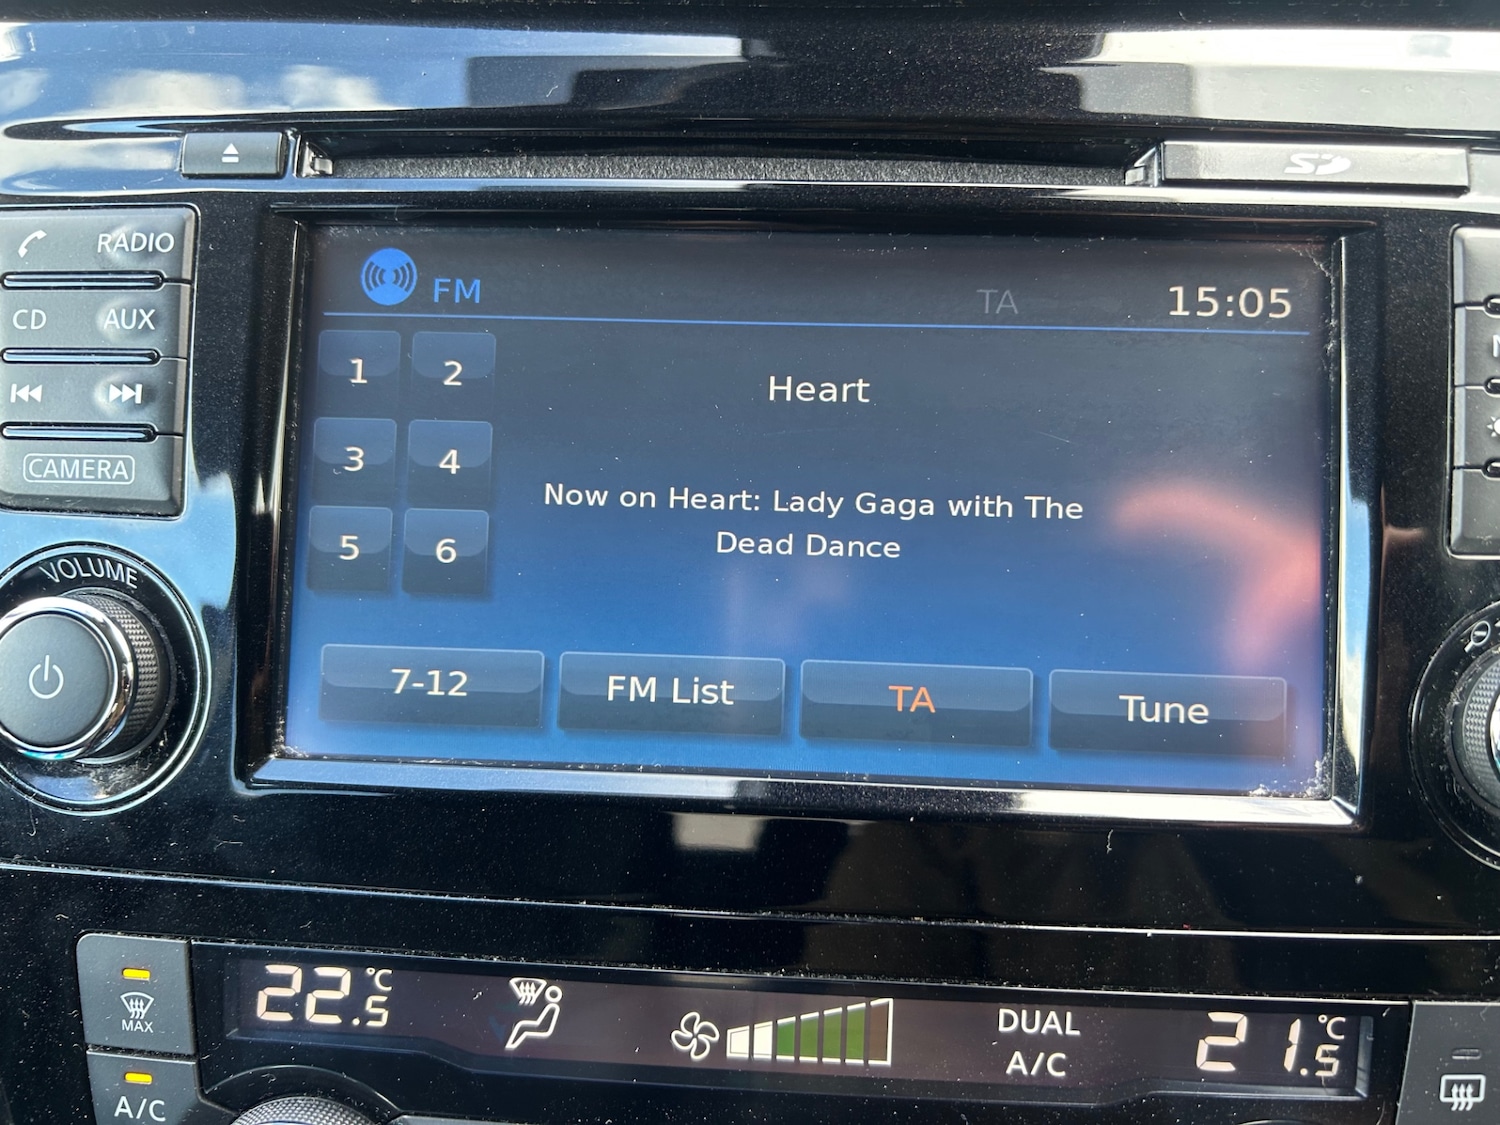 SD
RADIO
CD AUX
CAMERA
VOLUME
FM TA 15:05
1 2
Heart
3 4
Now on Heart: Lady Gaga with The
Dead Dance
5 6
7-12 FM List TA Tune
MAX
22.5°C DUAL 21.5°C
A/C
A/C